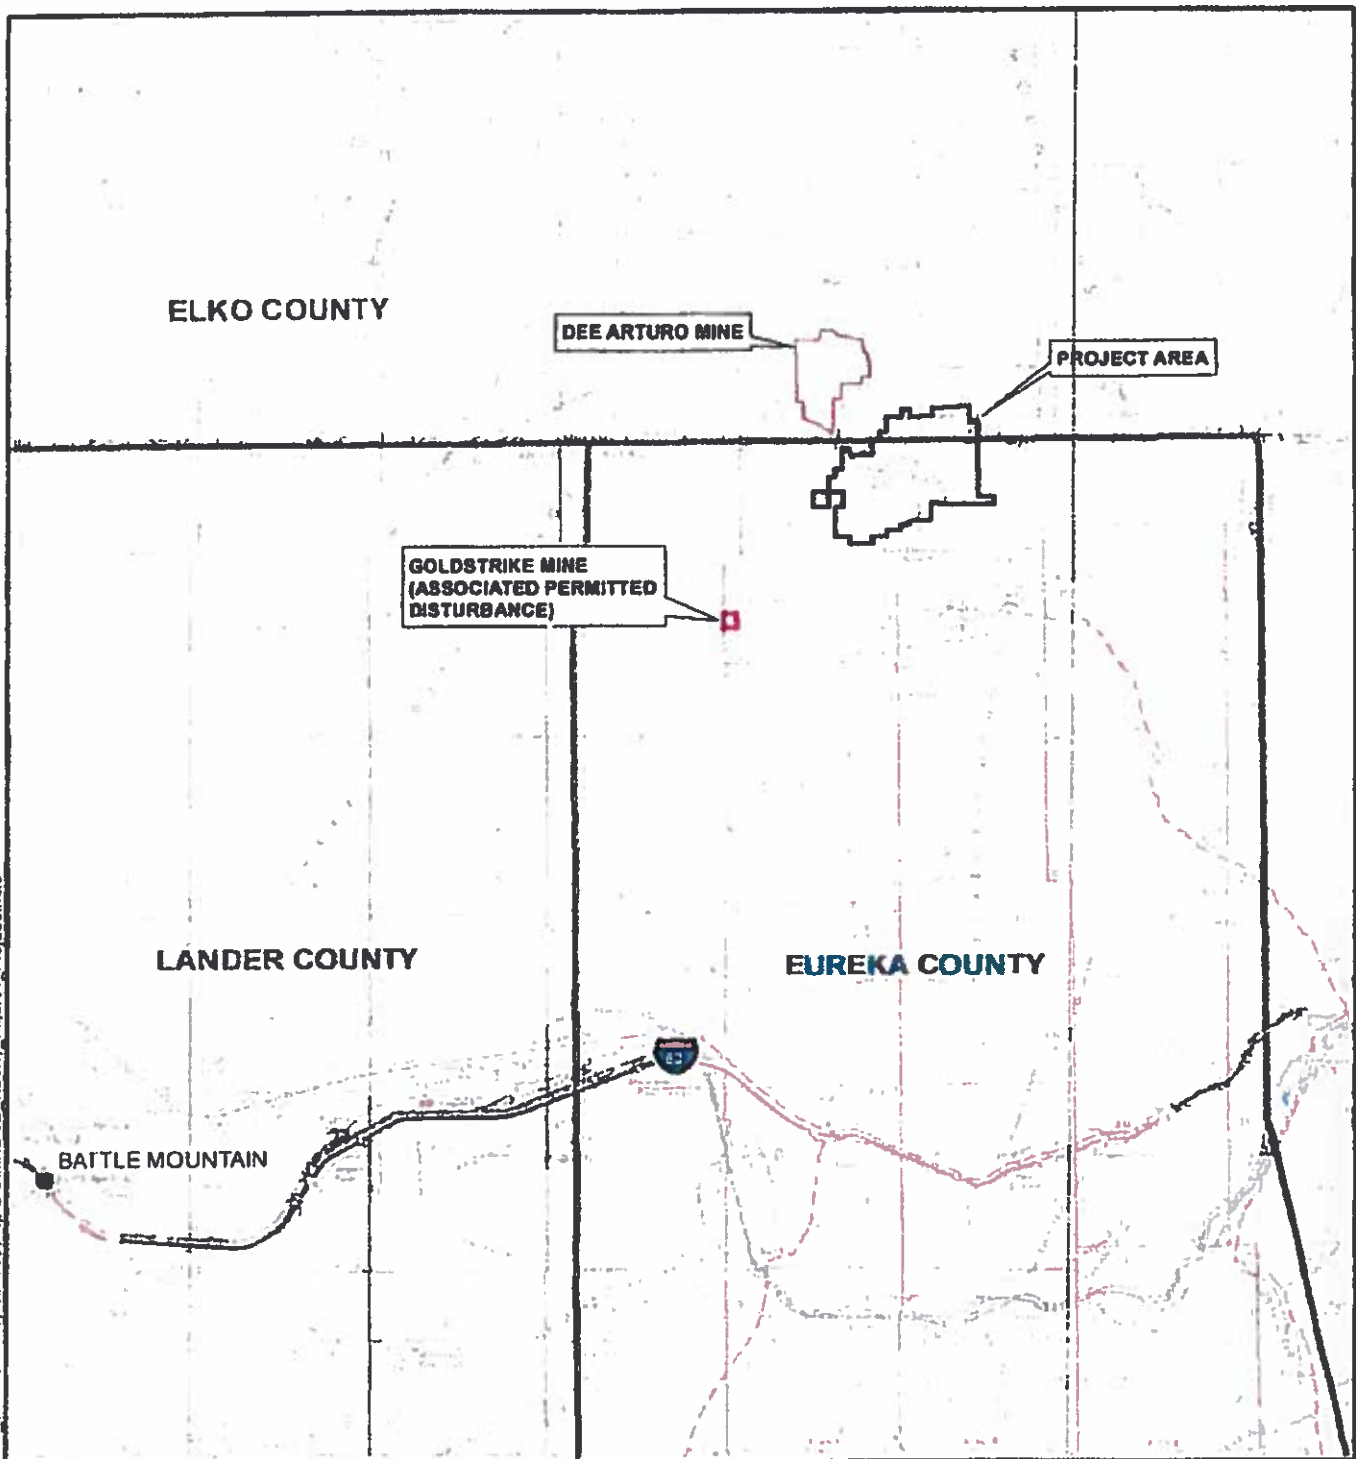 ELKO COUNTY
DEE ARTURO MINE
PROJECT AREA
GOLDSTRIKE MINE
(ASSOCIATED PERMITTED
DISTURBANCE)
LANDER COUNTY
EUREKA COUNTY
BATTLE MOUNTAIN